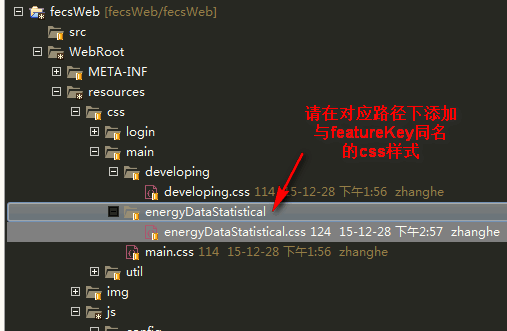 fecsWeb [fecsWeb/fecsWeb]
src
WebRoot
META-INF
resources
css
login
main
developing
developing.css 114 15-12-28 下午1:56 zhanghe
energyDataStatistical
energyDataStatistical.css 124 15-12-28 下午2:57 zhanghe
main.css 114 15-12-28 下午1:56 zhanghe
util
img
js
请在对应路径下添加
与featureKey同名
的css样式